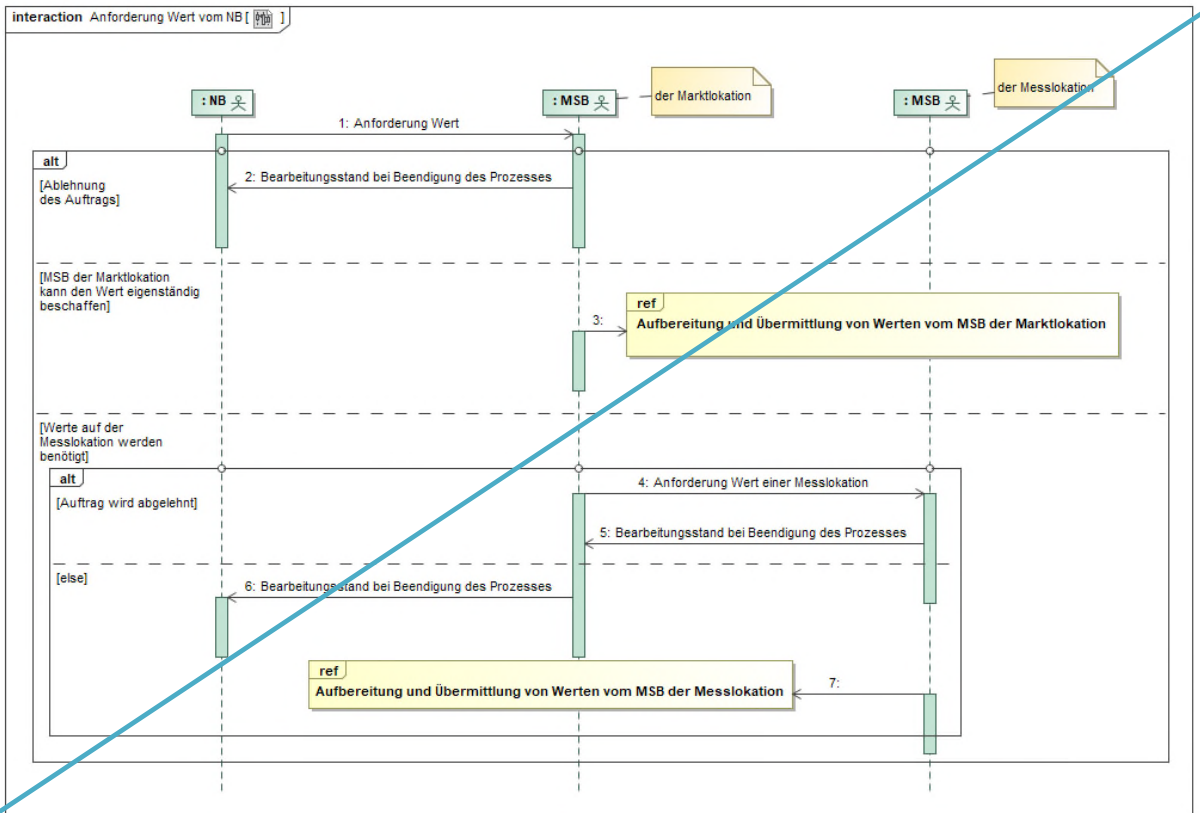 interaction Anforderung Wert vom NB [ ]
: NB
: MSB
der Marktlokation
: MSB
der Messlokation
1: Anforderung Wert
alt
[Ablehnung
des Auftrags]
2: Bearbeitungsstand bei Beendigung des Prozesses
[MSB der Marktlokation
kann den Wert eigenständig
beschaffen]
ref
3:
Aufbereitung und Übermittlung von Werten vom MSB der Marktlokation
[Werte auf der
Messlokation werden
benötigt]
alt
4: Anforderung Wert einer Messlokation
[Auftrag wird abgelehnt]
5: Bearbeitungsstand bei Beendigung des Prozesses
[else]
6: Bearbeitungsstand bei Beendigung des Prozesses
ref
7:
Aufbereitung und Übermittlung von Werten vom MSB der Messlokation